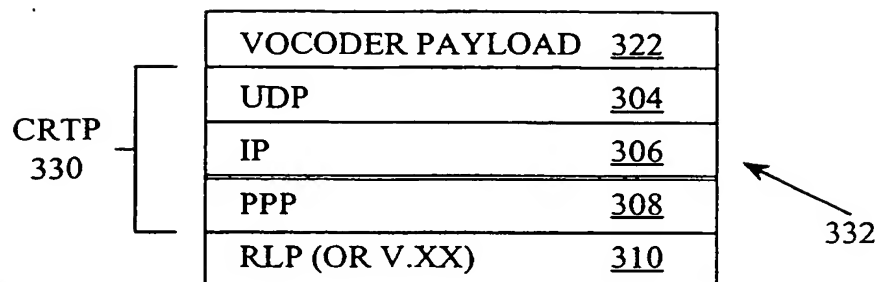 VOCODER PAYLOAD 322
UDP 304
CRTP
330
IP 306
PPP 308
332
RLP (OR V.XX) 310